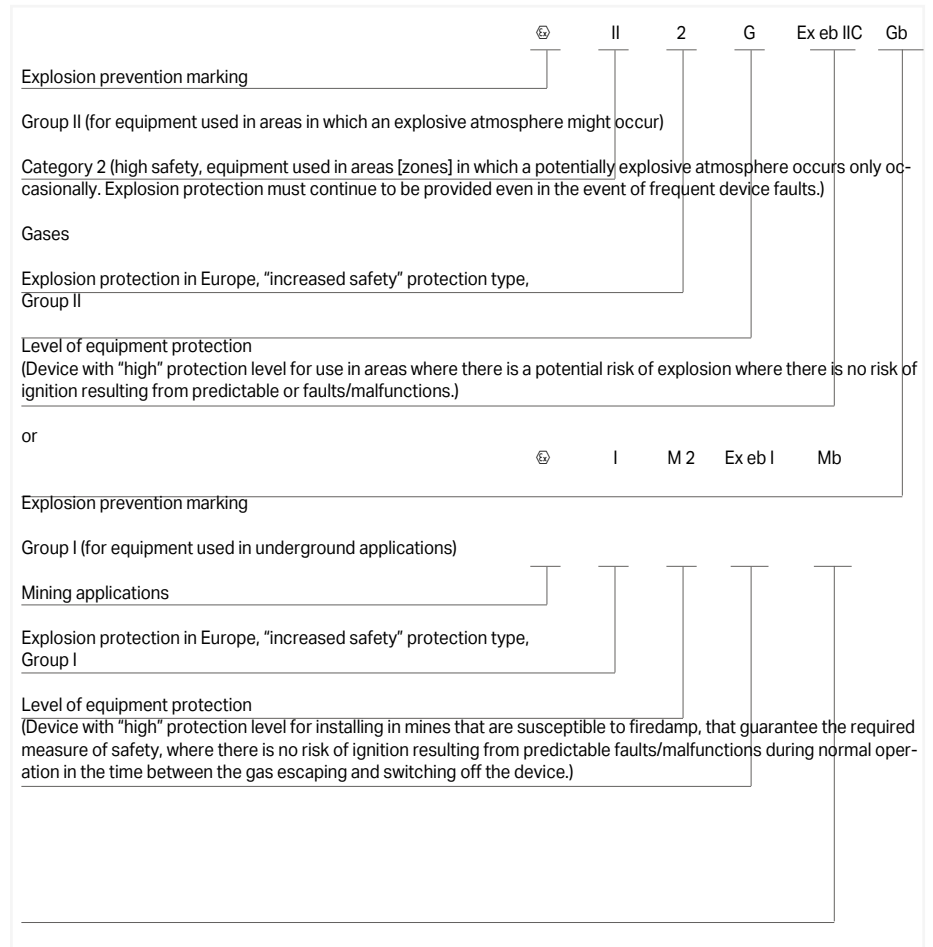 Ex II 2 G Ex eb IIC Gb
Explosion prevention marking
Group II (for equipment used in areas in which an explosive atmosphere might occur)
Category 2 (high safety, equipment used in areas [zones] in which a potentially explosive atmosphere occurs only oc-
casionally. Explosion protection must continue to be provided even in the event of frequent device faults.)
Gases
Explosion protection in Europe, “increased safety” protection type,
Group II
Level of equipment protection
(Device with “high” protection level for use in areas where there is a potential risk of explosion where there is no risk of
ignition resulting from predictable or faults/malfunctions.)
or
Ex I M 2 Ex eb I Mb
Explosion prevention marking
Group I (for equipment used in underground applications)
Mining applications
Explosion protection in Europe, “increased safety” protection type,
Group I
Level of equipment protection
(Device with “high” protection level for installing in mines that are susceptible to firedamp, that guarantee the required
measure of safety, where there is no risk of ignition resulting from predictable faults/malfunctions during normal oper-
ation in the time between the gas escaping and switching off the device.)